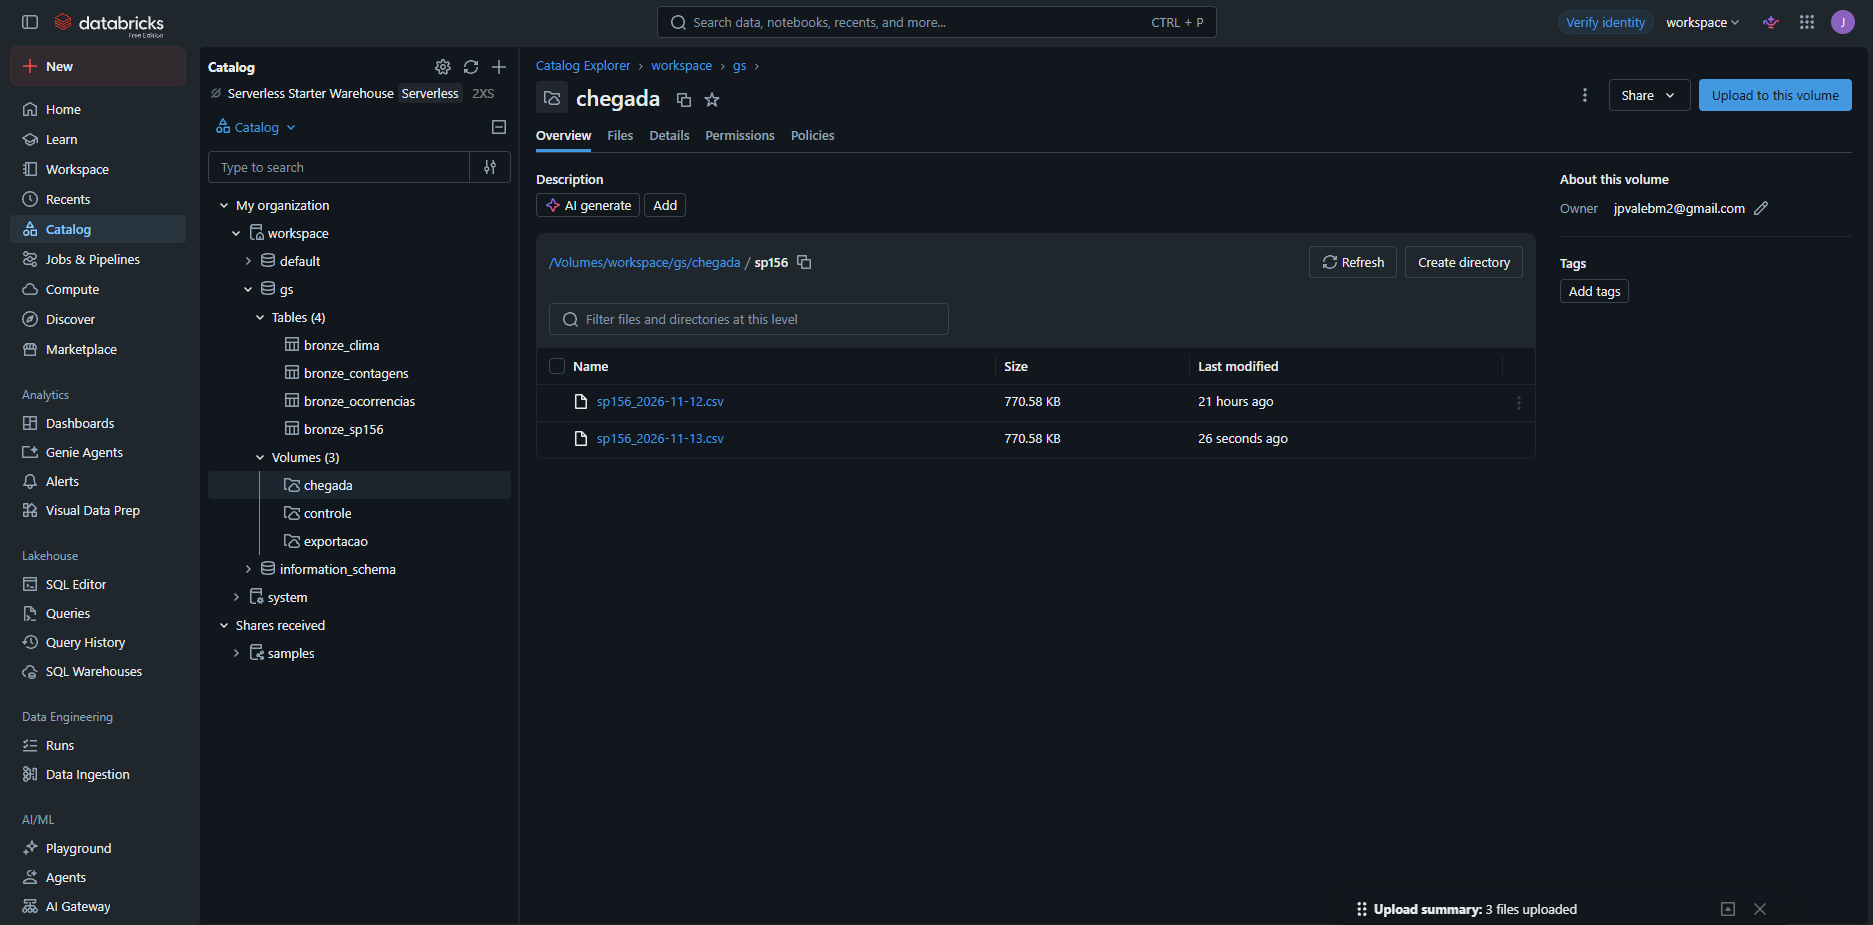 databricks
Free Edition
Search data, notebooks, recents, and more...
CTRL + P
Verify identity
workspace
J
New
Home
Learn
Workspace
Recents
Catalog
Jobs & Pipelines
Compute
Discover
Marketplace
Analytics
Dashboards
Genie Agents
Alerts
Visual Data Prep
Lakehouse
SQL Editor
Queries
Query History
SQL Warehouses
Data Engineering
Runs
Data Ingestion
AI/ML
Playground
Agents
AI Gateway
Catalog
Serverless Starter Warehouse Serverless 2XS
Catalog
Type to search
My organization
workspace
default
gs
Tables (4)
bronze_clima
bronze_contagens
bronze_ocorrencias
bronze_sp156
Volumes (3)
chegada
controle
exportacao
information_schema
system
Shares received
samples
Catalog Explorer › workspace › gs ›
chegada
Share
Upload to this volume
Overview Files Details Permissions Policies
Description
AI generate Add
/Volumes/workspace/gs/chegada / sp156
Refresh Create directory
Filter files and directories at this level
Name Size Last modified
sp156_2026-11-12.csv 770.58 KB 21 hours ago
sp156_2026-11-13.csv 770.58 KB 26 seconds ago
About this volume
Owner jpvalebm2@gmail.com
Tags
Add tags
Upload summary: 3 files uploaded